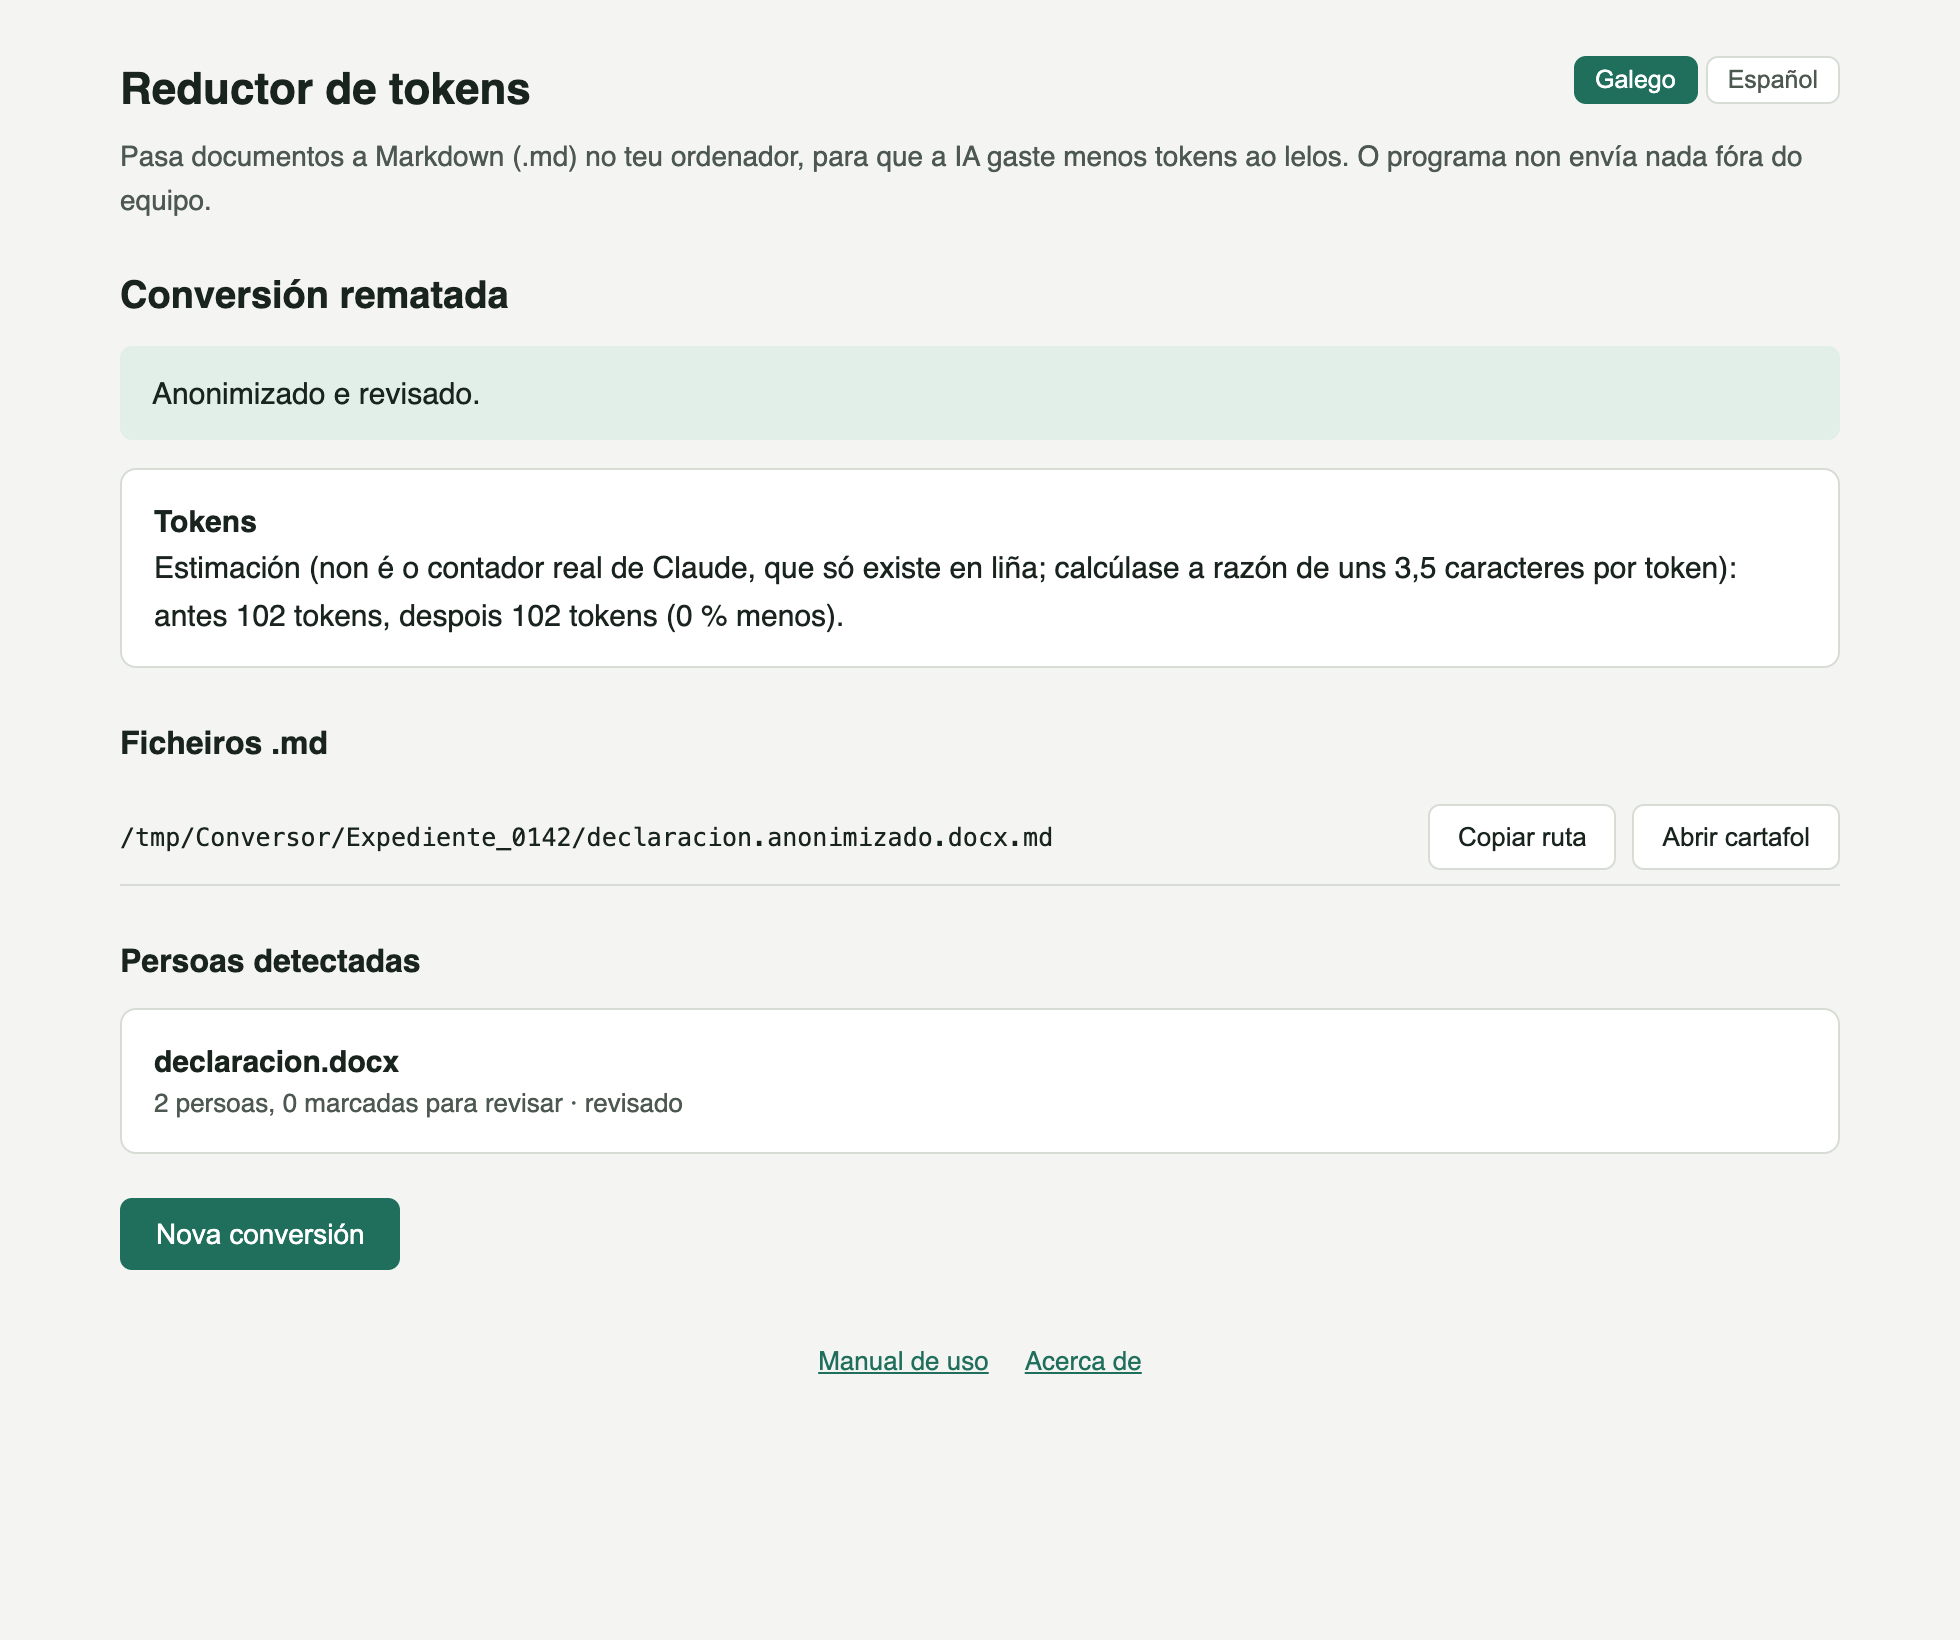 Reductor de tokens
Galego
Español
Pasa documentos a Markdown (.md) no teu ordenador, para que a IA gaste menos tokens ao lelos. O programa non envía nada fóra do
equipo.
Conversión rematada
Anonimizado e revisado.
Tokens
Estimación (non é o contador real de Claude, que só existe en liña; calcúlase a razón de uns 3,5 caracteres por token):
antes 102 tokens, despois 102 tokens (0 % menos).
Ficheiros .md
/tmp/Conversor/Expediente_0142/declaracion.anonimizado.docx.md
Copiar ruta
Abrir cartafol
Persoas detectadas
declaracion.docx
2 persoas, 0 marcadas para revisar · revisado
Nova conversión
Manual de uso
Acerca de